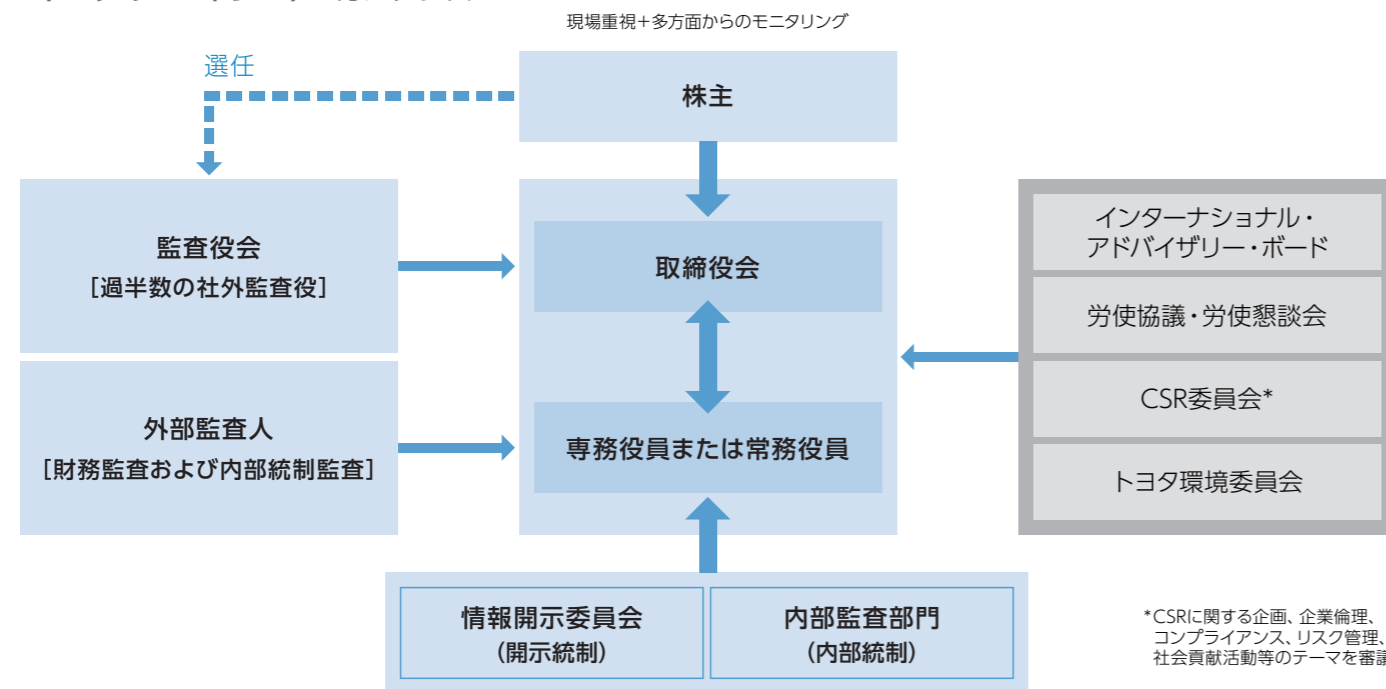 現場重視+多方面からのモニタリング
選任
株主
監査役会
[過半数の社外監査役]
取締役会
インターナショナル・
アドバイザリー・ボード
労使協議・労使懇談会
CSR委員会*
トヨタ環境委員会
外部監査人
[財務監査および内部統制監査]
専務役員または常務役員
情報開示委員会
(開示統制)
内部監査部門
(内部統制)
*CSRに関する企画、企業倫理、
コンプライアンス、リスク管理、
社会貢献活動等のテーマを審議